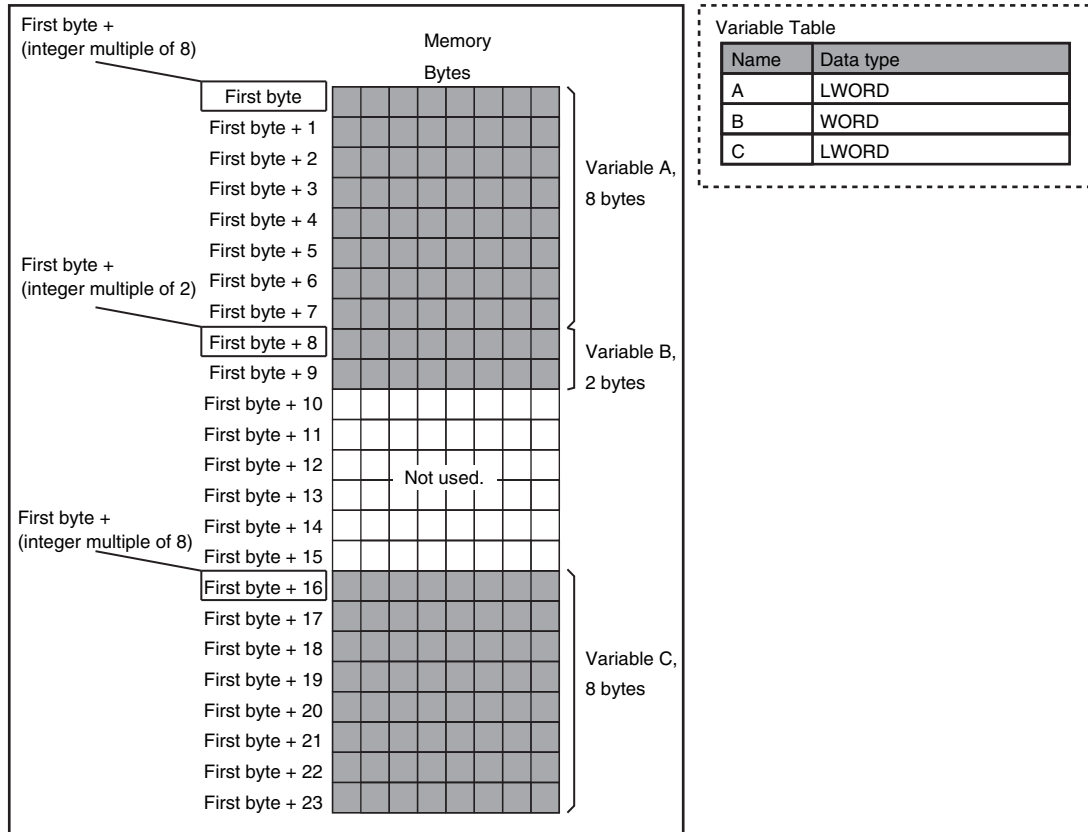 First byte +
(integer multiple of 8)
Memory
Bytes
First byte
First byte + 1
First byte + 2
First byte + 3
First byte + 4
First byte + 5
First byte + 6
First byte + 7
First byte + 8
First byte + 9
First byte + 10
First byte + 11
First byte + 12
First byte + 13
First byte + 14
First byte + 15
First byte + 16
First byte + 17
First byte + 18
First byte + 19
First byte + 20
First byte + 21
First byte + 22
First byte + 23
First byte +
(integer multiple of 2)
First byte +
(integer multiple of 8)
Variable A,
8 bytes
Variable B,
2 bytes
Not used.
Variable C,
8 bytes
Variable Table
Name Data type
A LWORD
B WORD
C LWORD